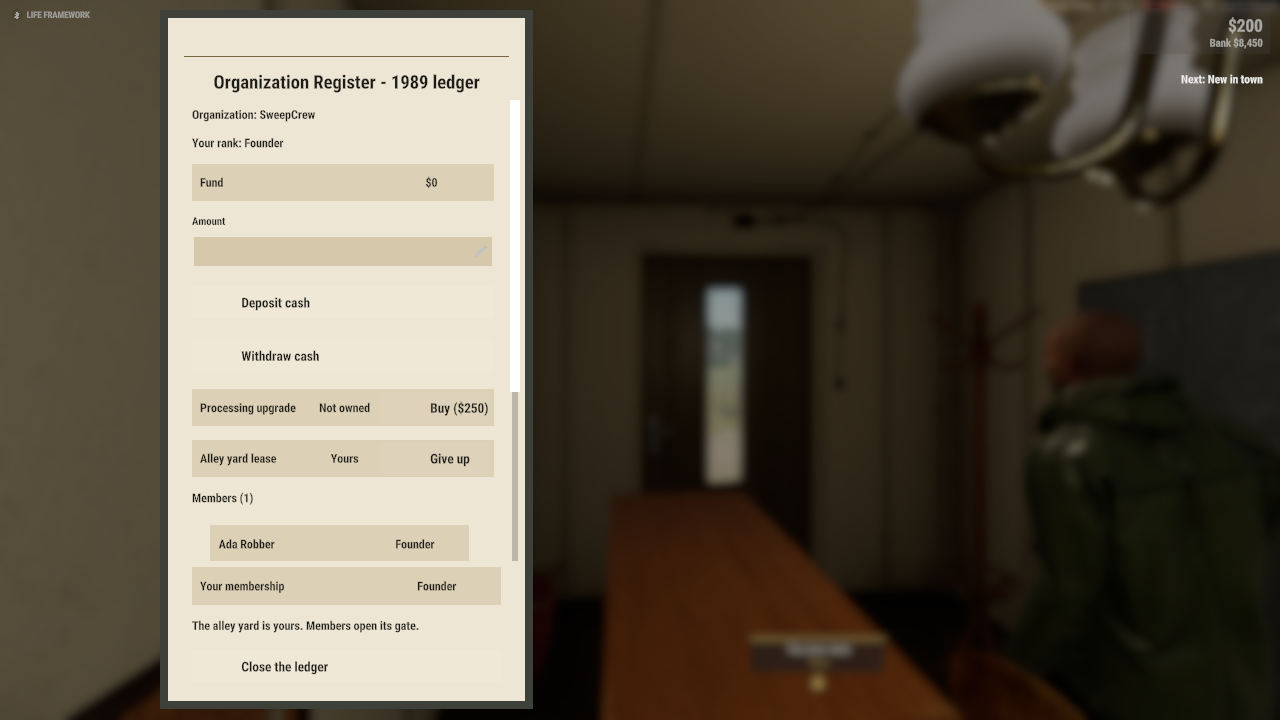 LIFE FRAMEWORK
$200
Bank $8,450
Next: New in town
Organization Register - 1989 ledger
Organization: SweepCrew
Your rank: Founder
Fund $0
Amount
Deposit cash
Withdraw cash
Processing upgrade Not owned Buy ($250)
Alley yard lease Yours Give up
Members (1)
Ada Robber Founder
Your membership Founder
The alley yard is yours. Members open its gate.
Close the ledger